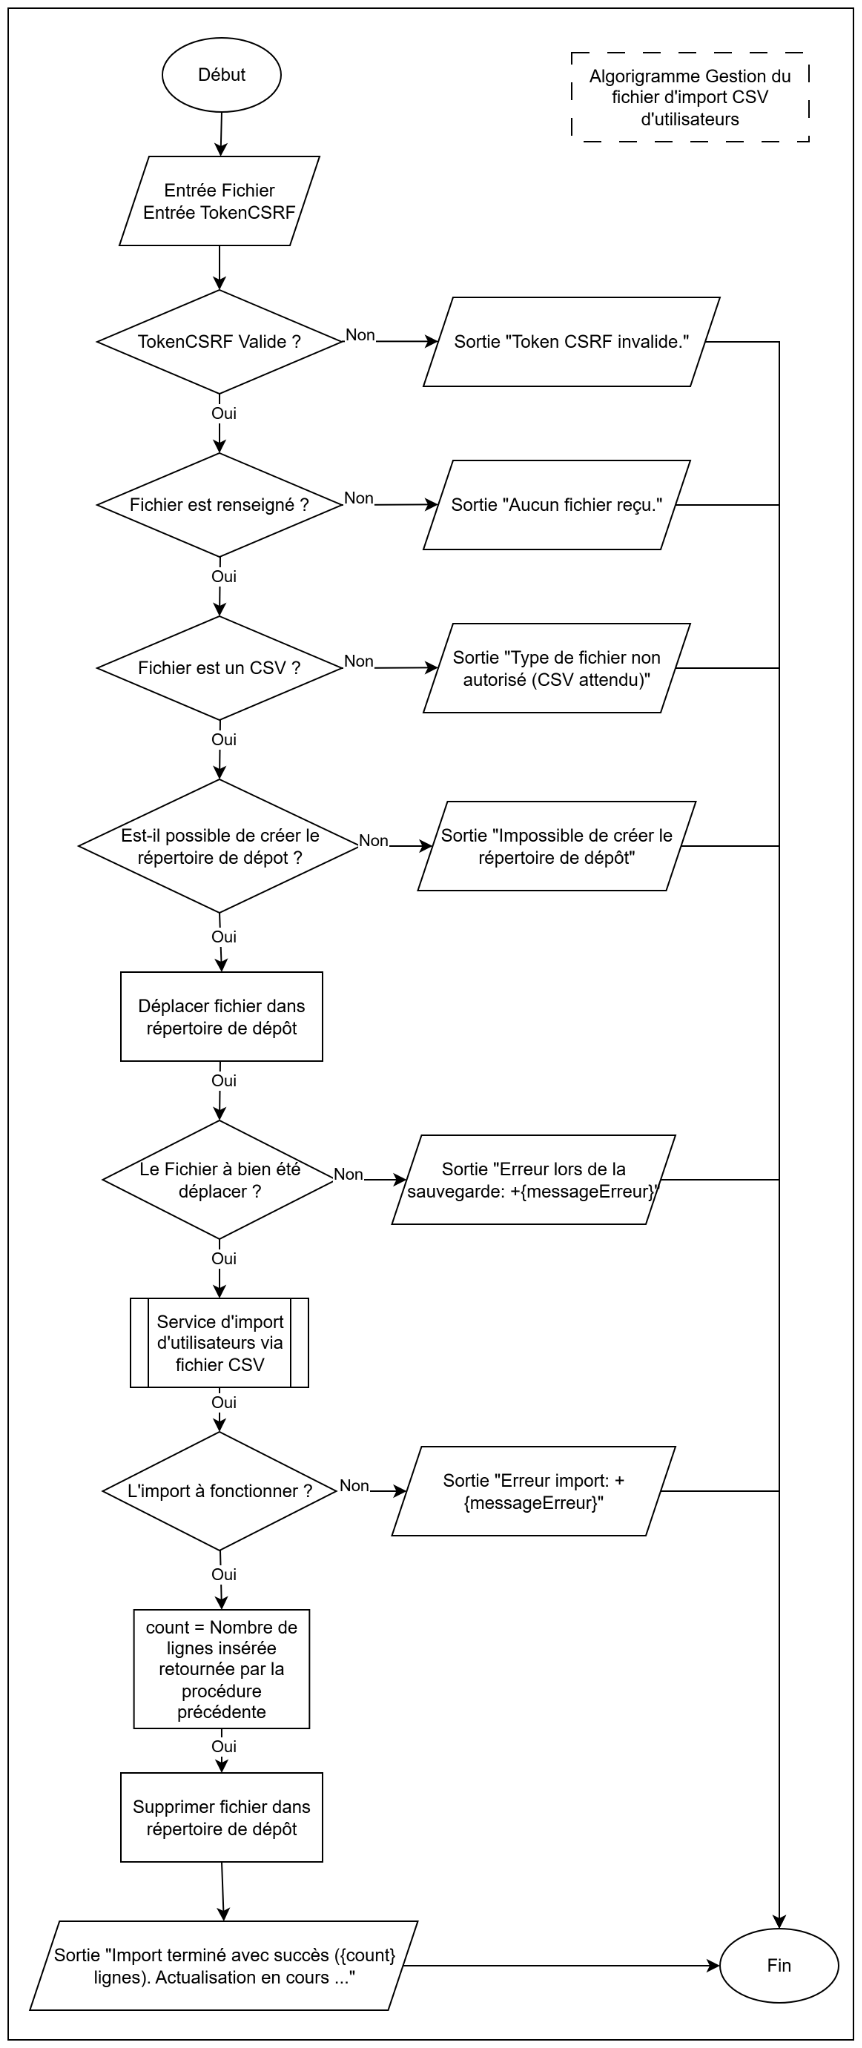 Début
Algorigramme Gestion du
fichier d'import CSV
d'utilisateurs
Entrée Fichier
Entrée TokenCSRF
TokenCSRF Valide ?
Non
Sortie "Token CSRF invalide."
Oui
Fichier est renseigné ?
Non
Sortie "Aucun fichier reçu."
Oui
Fichier est un CSV ?
Non
Sortie "Type de fichier non
autorisé (CSV attendu)"
Oui
Est-il possible de créer le
répertoire de dépot ?
Non
Sortie "Impossible de créer le
répertoire de dépôt"
Oui
Déplacer fichier dans
répertoire de dépôt
Oui
Le Fichier à bien été
déplacer ?
Non
Sortie "Erreur lors de la
sauvegarde: +{messageErreur}"
Oui
Service d'import
d'utilisateurs via
fichier CSV
Oui
L'import à fonctionner ?
Non
Sortie "Erreur import: +
{messageErreur}"
Oui
count = Nombre de
lignes insérée
retournée par la
procédure
précédente
Oui
Supprimer fichier dans
répertoire de dépôt
Sortie "Import terminé avec succès ({count}
lignes). Actualisation en cours ..."
Fin